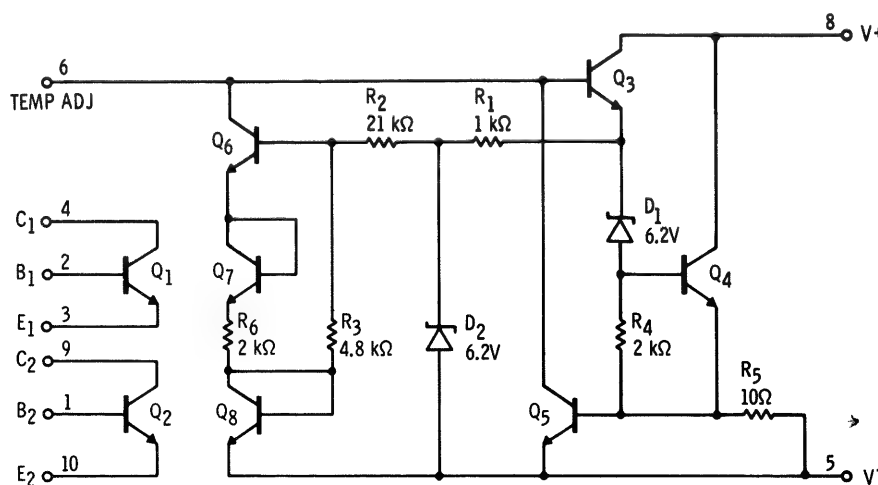 8
V+
6
TEMP ADJ
Q3
R2
21 kΩ
R1
1 kΩ
Q6
C1
4
D1
6.2V
B1
2
Q1
Q7
Q4
E1
3
R6
2 kΩ
R3
4.8 kΩ
D2
6.2V
R4
2 kΩ
C2
9
R5
10Ω
B2
1
Q2
Q8
Q5
E2
10
5
V-